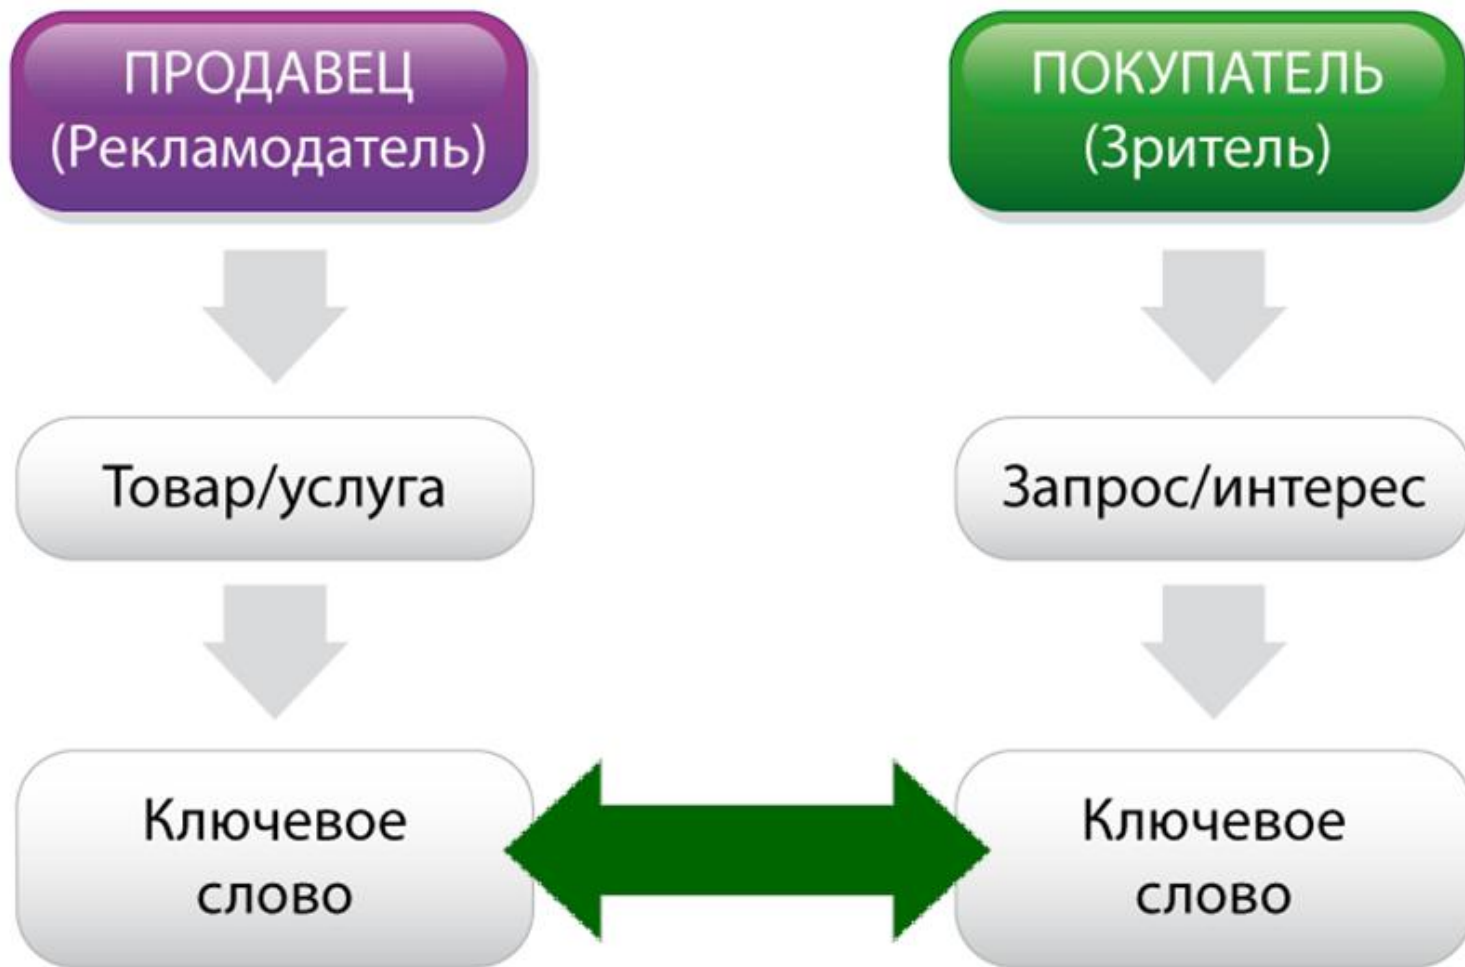 ПРОДАВЕЦ
(Рекламодатель)
ПОКУПАТЕЛЬ
(Зритель)
Товар/услуга
Запрос/интерес
Ключевое
слово
Ключевое
слово